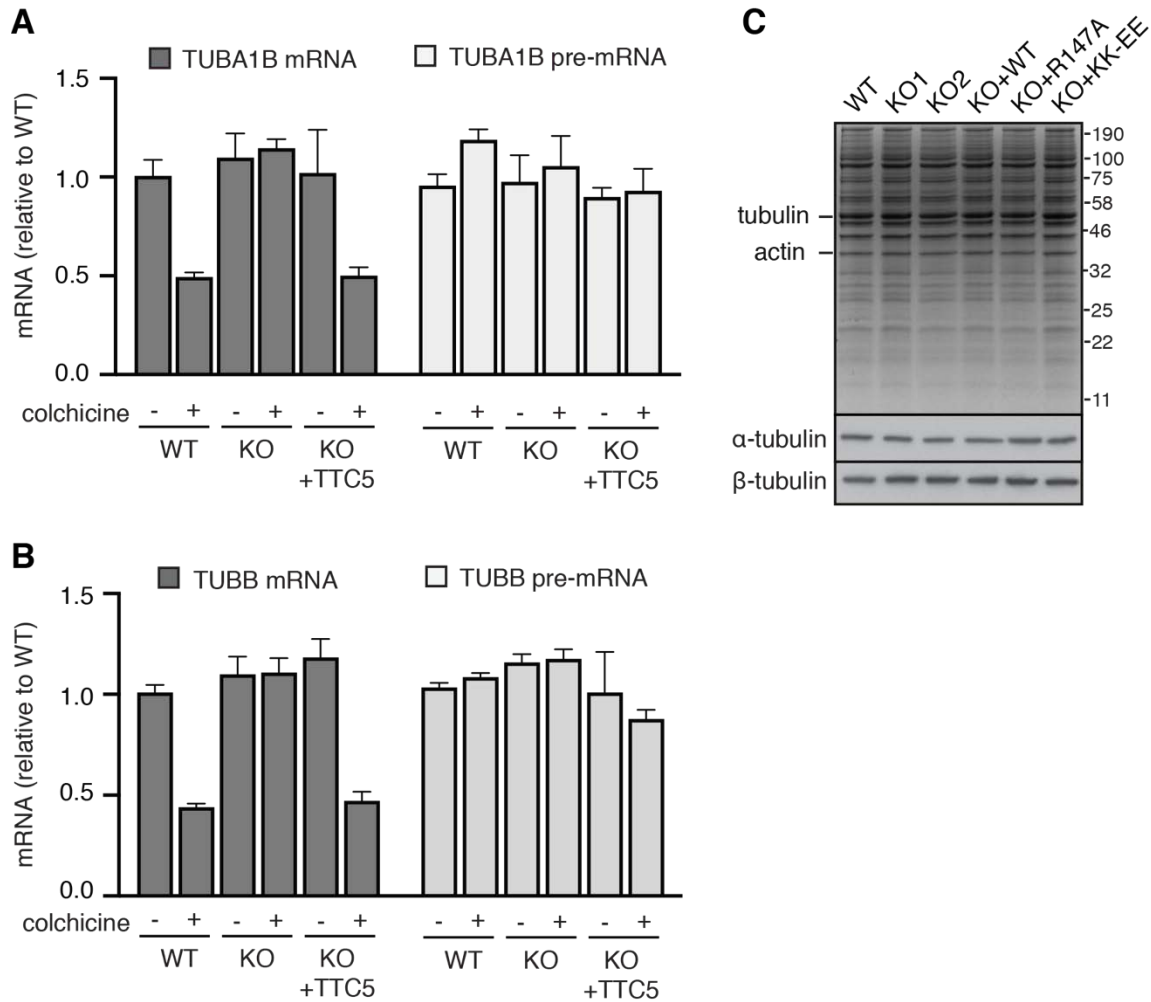 A
TUBA1B mRNA
TUBA1B pre-mRNA
mRNA (relative to WT)
1.5
1.0
0.5
0.0
colchicine - + - + - + - + - + - +
WT KO KO WT KO KO
+TTC5 +TTC5
B
TUBB mRNA
TUBB pre-mRNA
mRNA (relative to WT)
1.5
1.0
0.5
0.0
colchicine - + - + - + - + - + - +
WT KO KO WT KO KO
+TTC5 +TTC5
C
WT KO1 KO2 KO+WT KO+R147A KO+KK-EE
tubulin
actin
-190
-100
-75
-58
-46
-32
-25
-22
-11
α-tubulin
β-tubulin